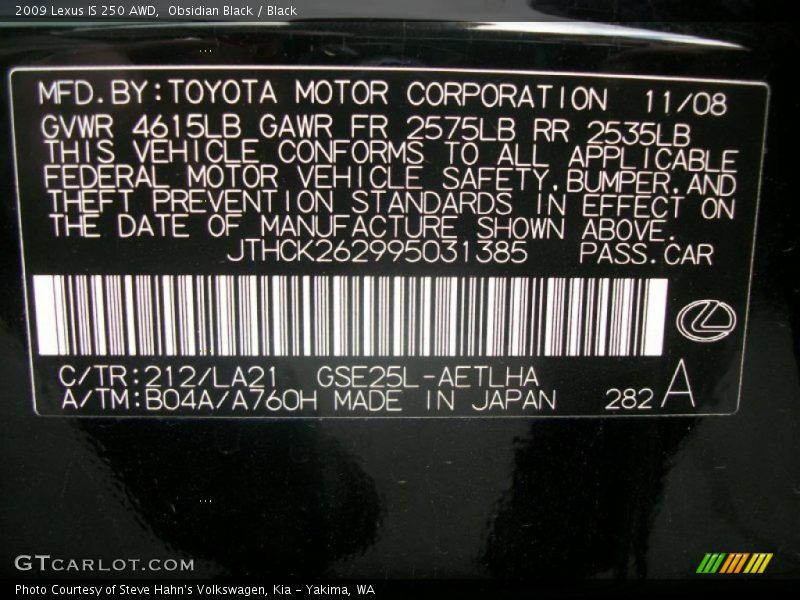 2009 Lexus IS 250 AWD,  Obsidian Black / Black
MFD.BY:TOYOTA MOTOR CORPORATION 11/08
GVWR 4615LB GAWR FR 2575LB RR 2535LB
THIS VEHICLE CONFORMS TO ALL APPLICABLE
FEDERAL MOTOR VEHICLE SAFETY,BUMPER,AND
THEFT PREVENTION STANDARDS IN EFFECT ON
THE DATE OF MANUFACTURE SHOWN ABOVE.
JTHCK262995031385 PASS.CAR
C/TR:212/LA21 GSE25L-AETLHA
A/TM:B04A/A760H MADE IN JAPAN 282 A
GTCARLOT.COM
Photo Courtesy of Steve Hahn's Volkswagen, Kia - Yakima, WA